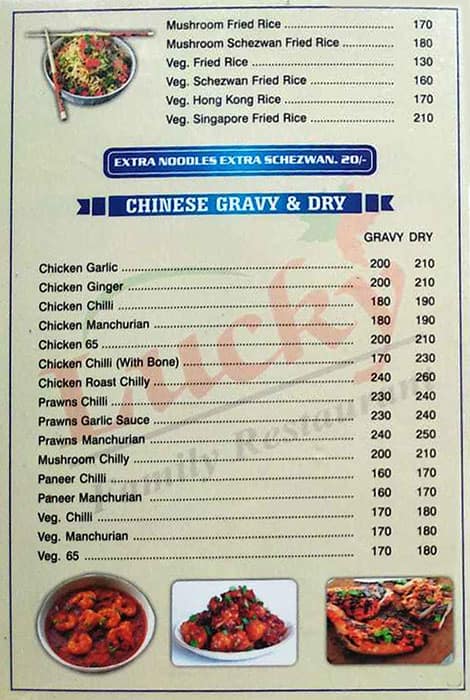 Mushroom Fried Rice ................... 170
Mushroom Schezwan Fried Rice ............... 180
Veg. Fried Rice ................... 130
Veg. Schezwan Fried Rice ................... 160
Veg. Hong Kong Rice ................... 170
Veg. Singapore Fried Rice ................... 210
EXTRA NOODLES EXTRA SCHEZWAN. 20/-
CHINESE GRAVY & DRY
GRAVY DRY
Chicken Garlic ................... 200 210
Chicken Ginger ................... 200 210
Chicken Chilli ................... 180 190
Chicken Manchurian ................... 180 190
Chicken 65 ................... 200 210
Chicken Chilli (With Bone) ................... 170 230
Chicken Roast Chilly ................... 240 260
Prawns Chilli ................... 230 240
Prawns Garlic Sauce ................... 230 240
Prawns Manchurian ................... 240 250
Mushroom Chilly ................... 200 210
Paneer Chilli ................... 160 170
Paneer Manchurian ................... 160 170
Veg. Chilli ................... 170 180
Veg. Manchurian ................... 170 180
Veg. 65 ................... 170 180
Lucky
Family Restaurant